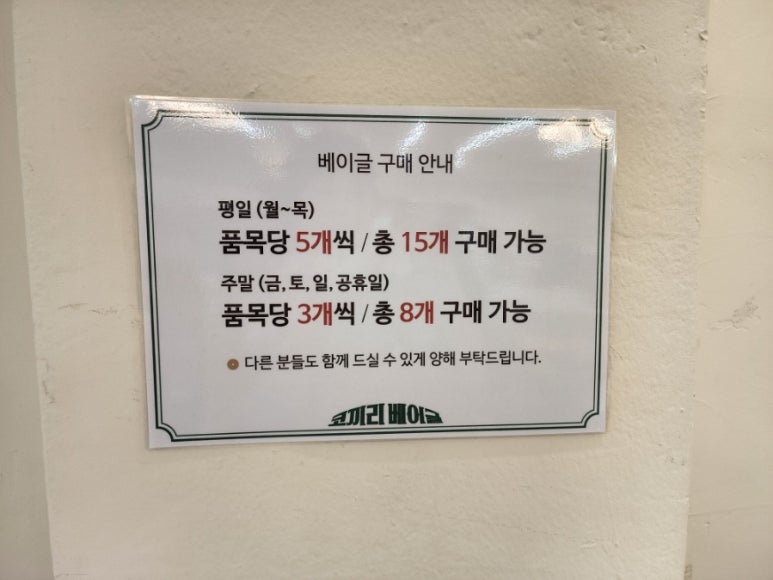 베이글 구매 안내
평일 (월~목)
품목당 5개씩 / 총 15개 구매 가능
주말 (금, 토, 일, 공휴일)
품목당 3개씩 / 총 8개 구매 가능
다른 분들도 함께 드실 수 있게 양해 부탁드립니다.
코끼리 베이글